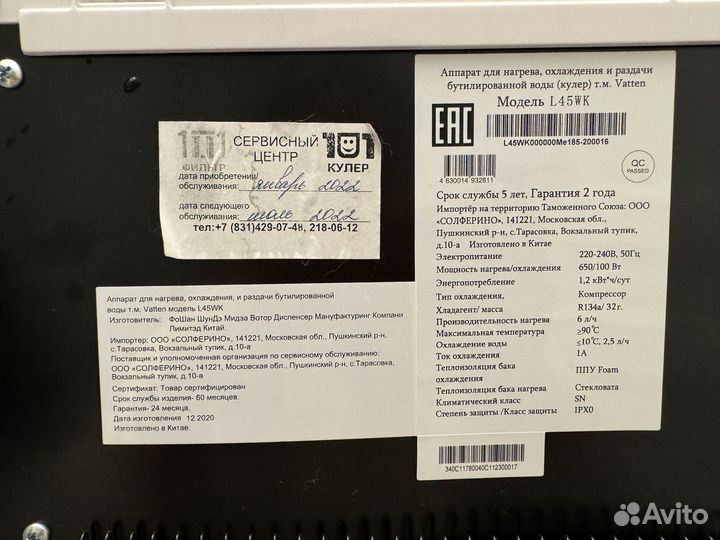 1111 СЕРВИСНЫЙ 101
ФИЛЬТР ЦЕНТР КУЛЕР
дата приобретения/
обслуживания: январь 2022
дата следующего
обслуживания: июль 2022
тел:+7 (831)429-07-48, 218-06-12
Аппарат для нагрева, охлаждения, и раздачи бутилированной
воды т.м. Vatten модель L45WK
Изготовитель: ФоШан ШунДэ Мидэа Вотор Диспенсер Мануфактуринг Компани
Лимитэд Китай.
Импортер: ООО «СОЛФЕРИНО», 141221, Московская обл., Пушкинский р-н,
с.Тарасовка, Вокзальный тупик, д.10-а
Поставщик и уполномоченная организация по сервисному обслуживанию:
ООО «СОЛФЕРИНО», 141221, Московская обл., Пушкинский р-н, с.Тарасовка,
Вокзальный тупик, д.10-а
Сертификат: Товар сертифицирован
Срок службы изделия- 60 месяцев.
Гарантия- 24 месяца.
Дата изготовления 12.2020
Изготовлено в Китае.
Аппарат для нагрева, охлаждения и раздачи
бутилированной воды (кулер) т.м. Vatten
Модель L45WK
EAC
L45WK000000Me185-200016
QC
PASSED
4 630014 932811
Срок службы 5 лет, Гарантия 2 года
Импортёр на территорию Таможенного Союза: ООО
«СОЛФЕРИНО», 141221, Московская обл.,
Пушкинский р-н, с.Тарасовка, Вокзальный тупик,
д.10-а Изготовлено в Китае
Электропитание 220-240В, 50Гц
Мощность нагрева/охлаждения 650/100 Вт
Энергопотребление 1,2 кВт*ч/сут
Тип охлаждения, Компрессор
Хладагент/ масса R134a/ 32г.
Производительность нагрева 6 л/ч
Максимальная температура ≥90°C
Охлаждение воды ≤10°C, 2,5 л/ч
Ток охлаждения 1А
Теплоизоляция бака
охлаждения ППУ Foam
Теплоизоляция бака нагрева Стекловата
Климатический класс SN
Степень защиты /Класс защиты IPX0
340C11780040C112300017
Avito